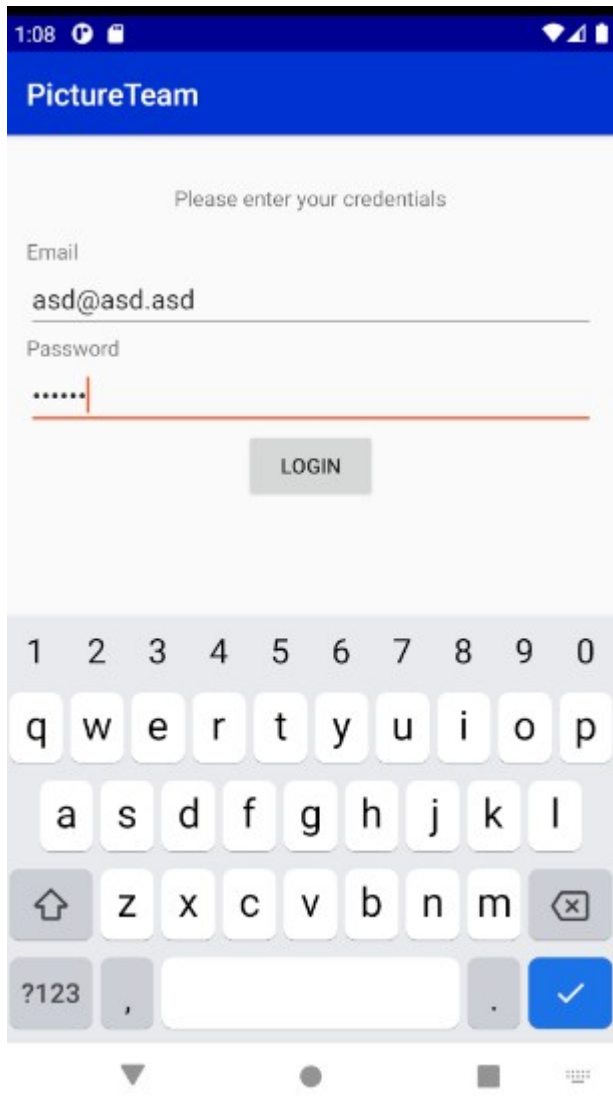 1:08
PictureTeam
Please enter your credentials
Email
asd@asd.asd
Password
••••••
LOGIN
1 2 3 4 5 6 7 8 9 0
q w e r t y u i o p
a s d f g h j k l
z x c v b n m
?123 , .